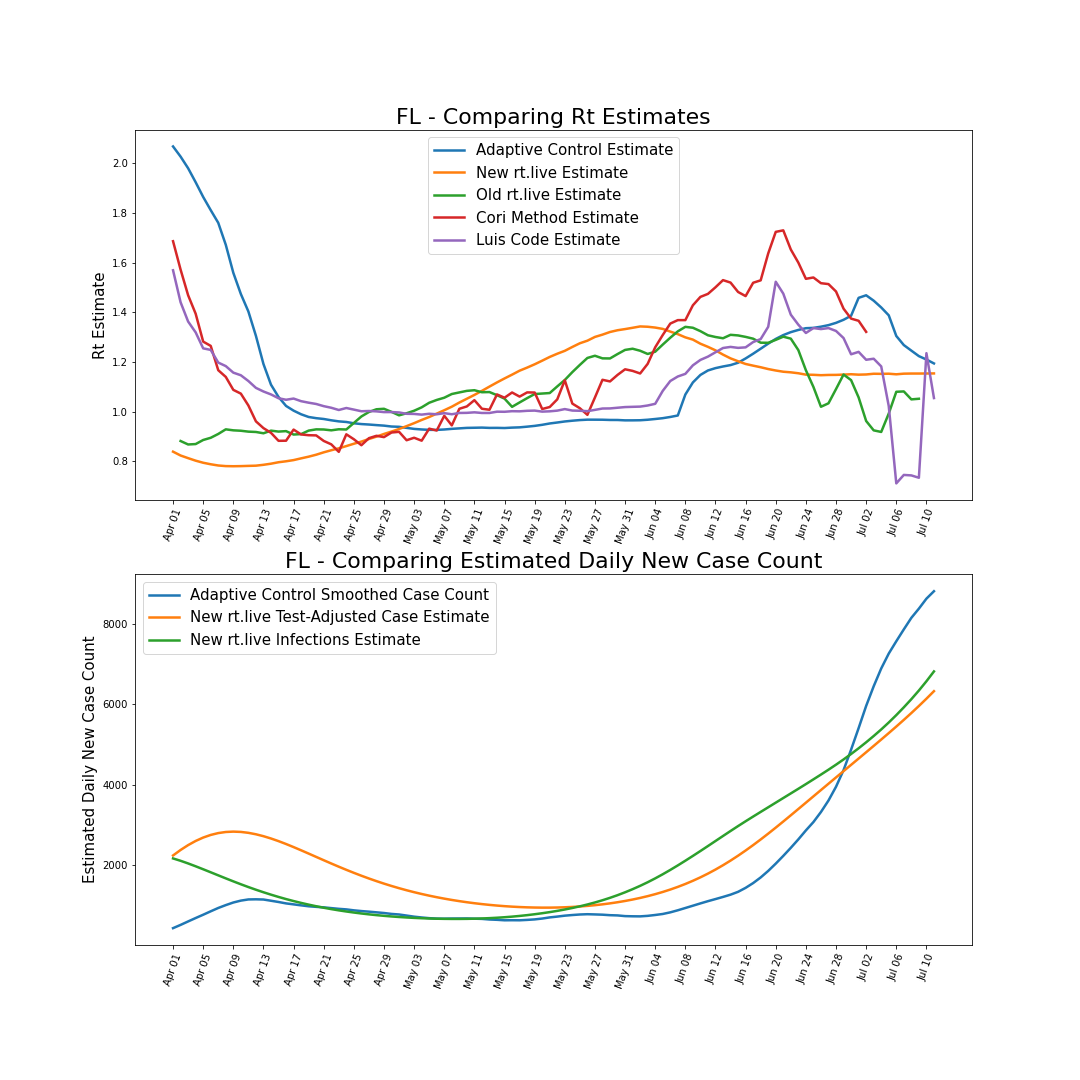 FL - Comparing Rt Estimates
Adaptive Control Estimate
New rt.live Estimate
Old rt.live Estimate
Cori Method Estimate
Luis Code Estimate
Rt Estimate
2.0
1.8
1.6
1.4
1.2
1.0
0.8
Apr 01
Apr 05
Apr 09
Apr 13
Apr 17
Apr 21
Apr 25
Apr 29
May 03
May 07
May 11
May 15
May 19
May 23
May 27
May 31
Jun 04
Jun 08
Jun 12
Jun 16
Jun 20
Jun 24
Jun 28
Jul 02
Jul 06
Jul 10
FL - Comparing Estimated Daily New Case Count
Adaptive Control Smoothed Case Count
New rt.live Test-Adjusted Case Estimate
New rt.live Infections Estimate
Estimated Daily New Case Count
8000
6000
4000
2000
Apr 01
Apr 05
Apr 09
Apr 13
Apr 17
Apr 21
Apr 25
Apr 29
May 03
May 07
May 11
May 15
May 19
May 23
May 27
May 31
Jun 04
Jun 08
Jun 12
Jun 16
Jun 20
Jun 24
Jun 28
Jul 02
Jul 06
Jul 10